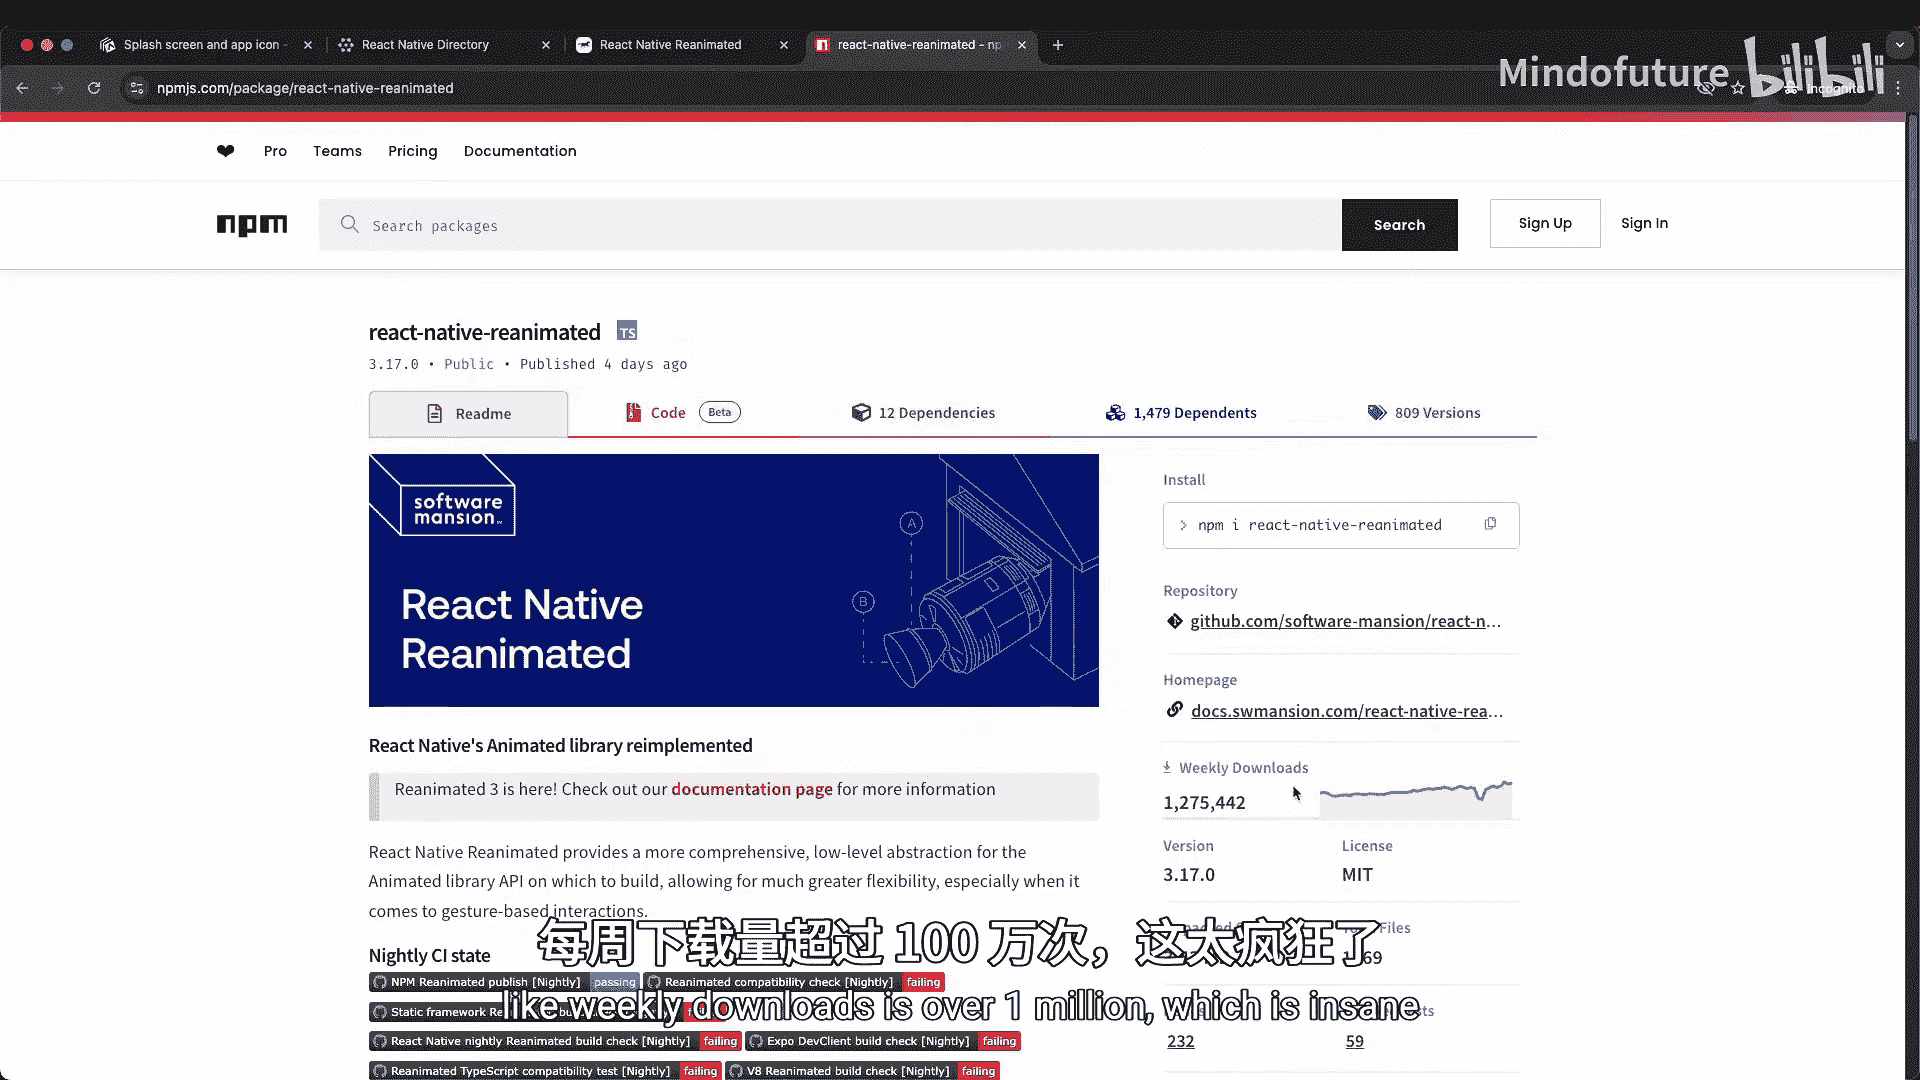 Splash screen and app icon -
React Native Directory
React Native Reanimated
react-native-reanimated - np
Mindofuture
bilibili
npmjs.com/package/react-native-reanimated
Incognito
Pro
Teams
Pricing
Documentation
npm
Search packages
Search
Sign Up
Sign In
react-native-reanimated TS
3.17.0 • Public • Published 4 days ago
Readme
Code Beta
12 Dependencies
1,479 Dependents
809 Versions
software
mansion
React Native
Reanimated
A
B
Install
> npm i react-native-reanimated
Repository
github.com/software-mansion/react-n...
Homepage
docs.swmansion.com/react-native-rea...
Weekly Downloads
1,275,442
Version
License
3.17.0
MIT
Files
69
232
59
React Native's Animated library reimplemented
Reanimated 3 is here! Check out our documentation page for more information
React Native Reanimated provides a more comprehensive, low-level abstraction for the
Animated library API on which to build, allowing for much greater flexibility, especially when it
comes to gesture-based interactions.
Nightly CI state
NPM Reanimated publish [Nightly] passing
Reanimated compatibility check [Nightly] failing
Static framework
React Native nightly Reanimated build check [Nightly] failing
Expo DevClient build check [Nightly] failing
Reanimated TypeScript compatibility test [Nightly] failing
V8 Reanimated build check [Nightly] failing
每周下载量超过 100 万次，这太疯狂了
like weekly downloads is over 1 million, which is insane